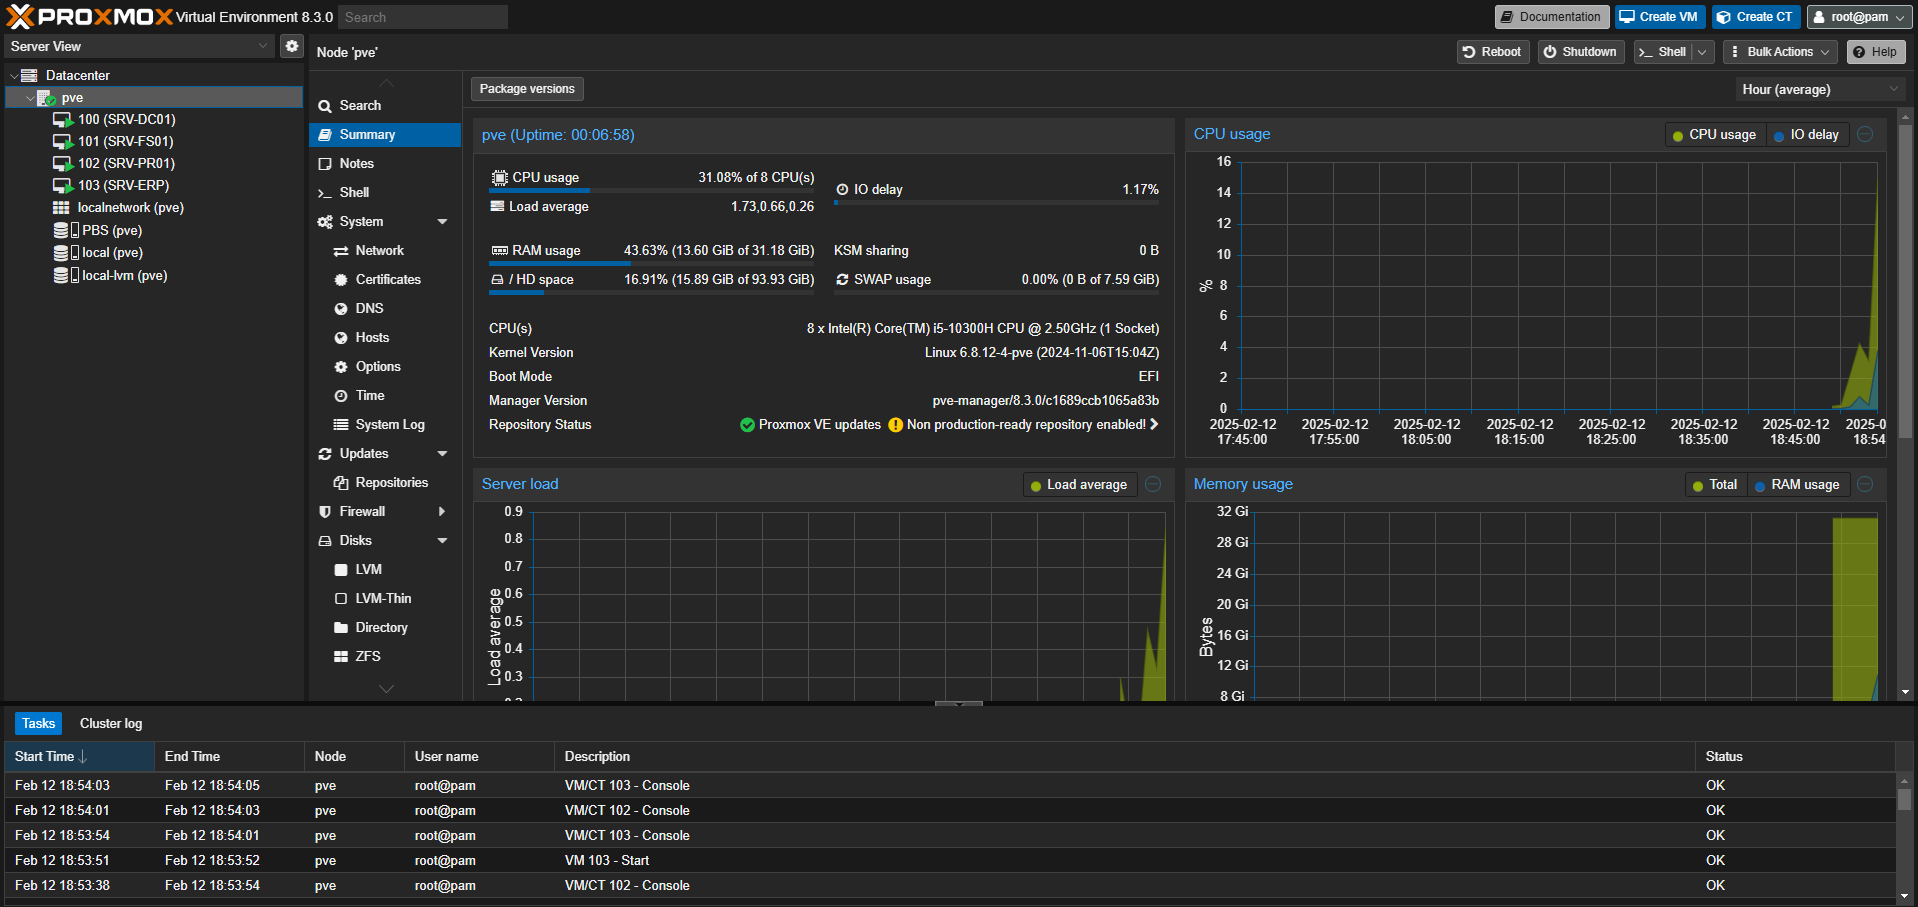 PROXMOX Virtual Environment 8.3.0 Search Documentation Create VM Create CT root@pam
Server View
Node 'pve' Reboot Shutdown Shell Bulk Actions Help
Datacenter
pve
100 (SRV-DC01)
101 (SRV-FS01)
102 (SRV-PR01)
103 (SRV-ERP)
localnetwork (pve)
PBS (pve)
local (pve)
local-lvm (pve)
Search
Summary
Notes
Shell
System
Network
Certificates
DNS
Hosts
Options
Time
System Log
Updates
Repositories
Firewall
Disks
LVM
LVM-Thin
Directory
ZFS
Package versions Hour (average)
pve (Uptime: 00:06:58)
CPU usage 31.08% of 8 CPU(s)
IO delay 1.17%
Load average 1.73,0.66,0.26
RAM usage 43.63% (13.60 GiB of 31.18 GiB) KSM sharing 0 B
/ HD space 16.91% (15.89 GiB of 93.93 GiB) SWAP usage 0.00% (0 B of 7.59 GiB)
CPU(s) 8 x Intel(R) Core(TM) i5-10300H CPU @ 2.50GHz (1 Socket)
Kernel Version Linux 6.8.12-4-pve (2024-11-06T15:04Z)
Boot Mode EFI
Manager Version pve-manager/8.3.0/c1689ccb1065a83b
Repository Status Proxmox VE updates Non production-ready repository enabled!
CPU usage CPU usage IO delay
16
14
12
10
% 8
6
4
2
0
2025-02-12 2025-02-12 2025-02-12 2025-02-12 2025-02-12 2025-02-12 2025-02-12 2025-0
17:45:00 17:55:00 18:05:00 18:15:00 18:25:00 18:35:00 18:45:00 18:54
Server load Load average
0.9
0.8
0.7
0.6
0.5
0.4
0.3
Load average
Memory usage Total RAM usage
32 Gi
28 Gi
24 Gi
20 Gi
16 Gi
12 Gi
8 Gi
Bytes
Tasks Cluster log
Start Time End Time Node User name Description Status
Feb 12 18:54:03 Feb 12 18:54:05 pve root@pam VM/CT 103 - Console OK
Feb 12 18:54:01 Feb 12 18:54:03 pve root@pam VM/CT 102 - Console OK
Feb 12 18:53:54 Feb 12 18:54:01 pve root@pam VM/CT 103 - Console OK
Feb 12 18:53:51 Feb 12 18:53:52 pve root@pam VM 103 - Start OK
Feb 12 18:53:38 Feb 12 18:53:54 pve root@pam VM/CT 102 - Console OK